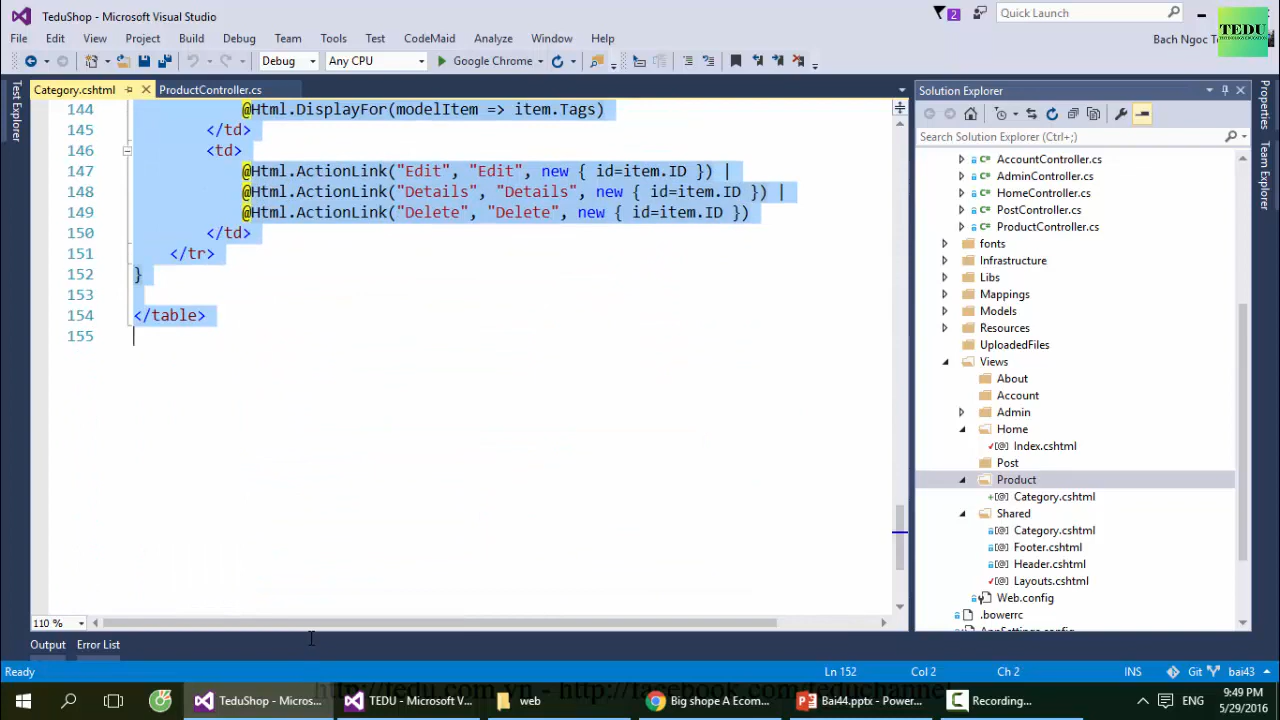 TeduShop - Microsoft Visual Studio
2
Quick Launch
TEDU
File Edit View Project Build Debug Team Tools Test CodeMaid Analyze Window Help
Bach Ngoc
Debug Any CPU Google Chrome
Test Explorer
Category.cshtml ProductController.cs
144 @Html.DisplayFor(modelItem => item.Tags)
145 </td>
146 <td>
147 @Html.ActionLink("Edit", "Edit", new { id=item.ID }) |
148 @Html.ActionLink("Details", "Details", new { id=item.ID }) |
149 @Html.ActionLink("Delete", "Delete", new { id=item.ID })
150 </td>
151 </tr>
152 }
153
154 </table>
155
110 %
Solution Explorer
Search Solution Explorer (Ctrl+;)
AccountController.cs
AdminController.cs
HomeController.cs
PostController.cs
ProductController.cs
fonts
Infrastructure
Libs
Mappings
Models
Resources
UploadedFiles
Views
About
Account
Admin
Home
Index.cshtml
Post
Product
Category.cshtml
Shared
Category.cshtml
Footer.cshtml
Header.cshtml
Layouts.cshtml
Web.config
.bowerrc
Properties
Team Explorer
Output Error List
Ready Ln 152 Col 2 Ch 2 INS Git bai43
TeduShop - Micros... TEDU - Microsoft V... web Big shope A Ecom... Bai44.pptx - Power... Recording... ENG 9:49 PM
5/29/2016